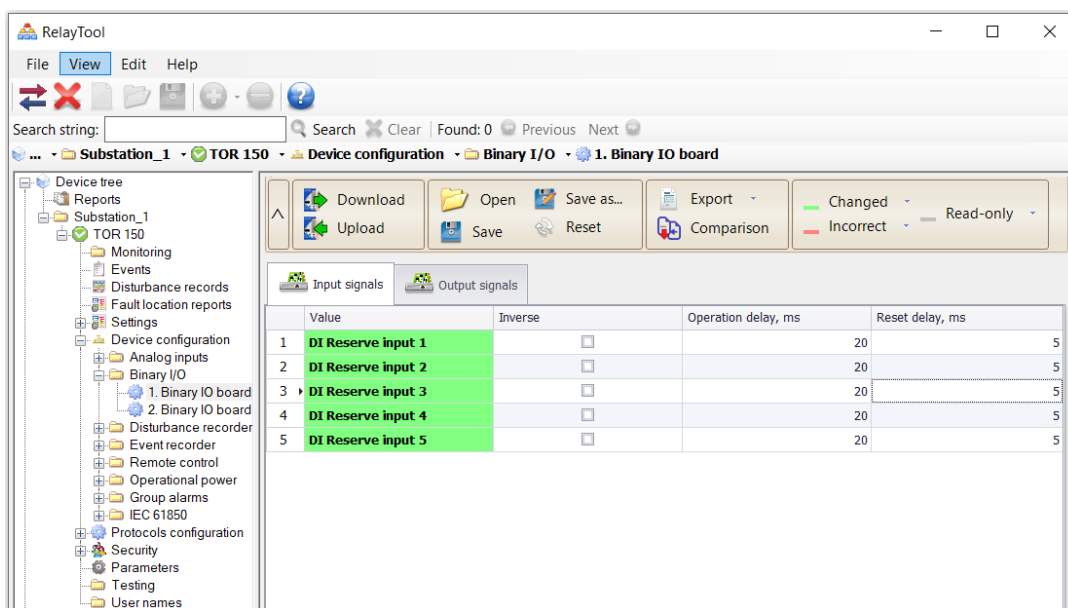 RelayTool
File View Edit Help
Search string: Search Clear Found: 0 Previous Next
... Substation_1 TOR 150 Device configuration Binary I/O 1. Binary IO board
Device tree
Reports
Substation_1
TOR 150
Monitoring
Events
Disturbance records
Fault location reports
Settings
Device configuration
Analog inputs
Binary I/O
1. Binary IO board
2. Binary IO board
Disturbance recorder
Event recorder
Remote control
Operational power
Group alarms
IEC 61850
Protocols configuration
Security
Parameters
Testing
User names
Download Open Save as... Export Changed Read-only
Upload Save Reset Comparison Incorrect
Input signals Output signals
Value Inverse Operation delay, ms Reset delay, ms
1 DI Reserve input 1 20 5
2 DI Reserve input 2 20 5
3 DI Reserve input 3 20 5
4 DI Reserve input 4 20 5
5 DI Reserve input 5 20 5